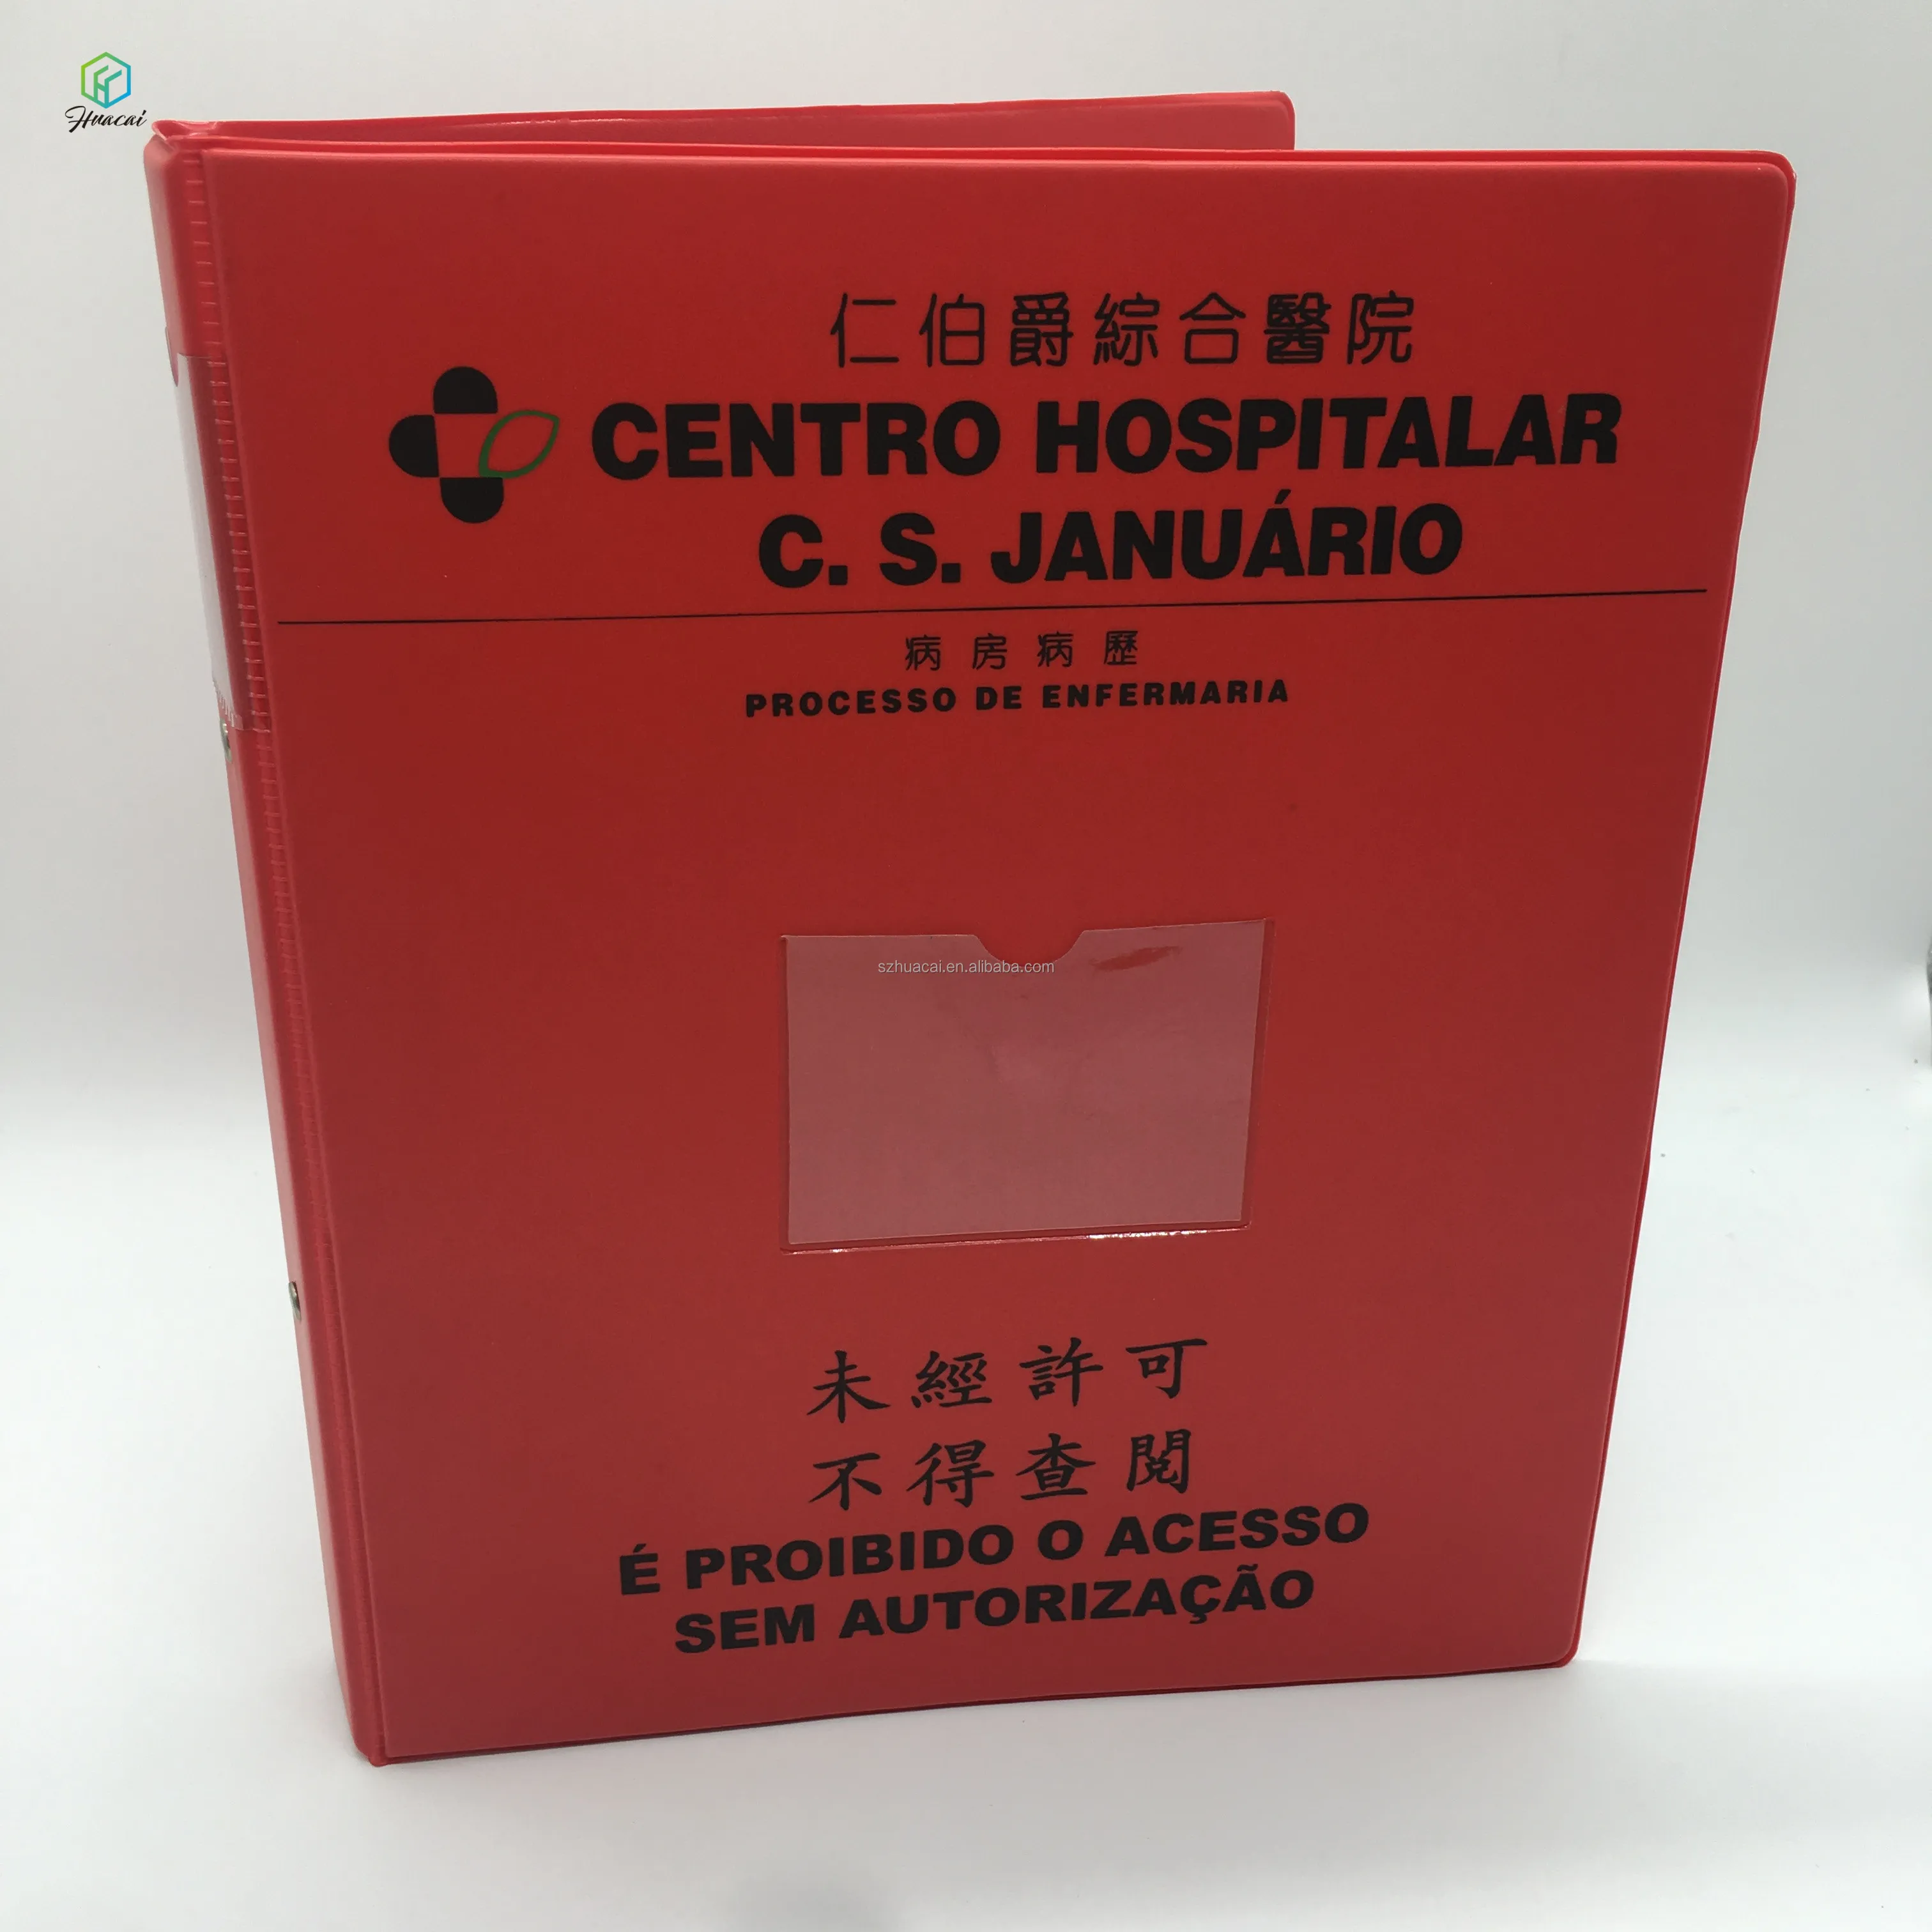 Huacai
仁伯爵綜合醫院
CENTRO HOSPITALAR
C. S. JANUÁRIO
病房病歷
PROCESSO DE ENFERMARIA
szhuacai.en.alibaba.com
未經許可
不得查閱
É PROIBIDO O ACESSO
SEM AUTORIZAÇÃO